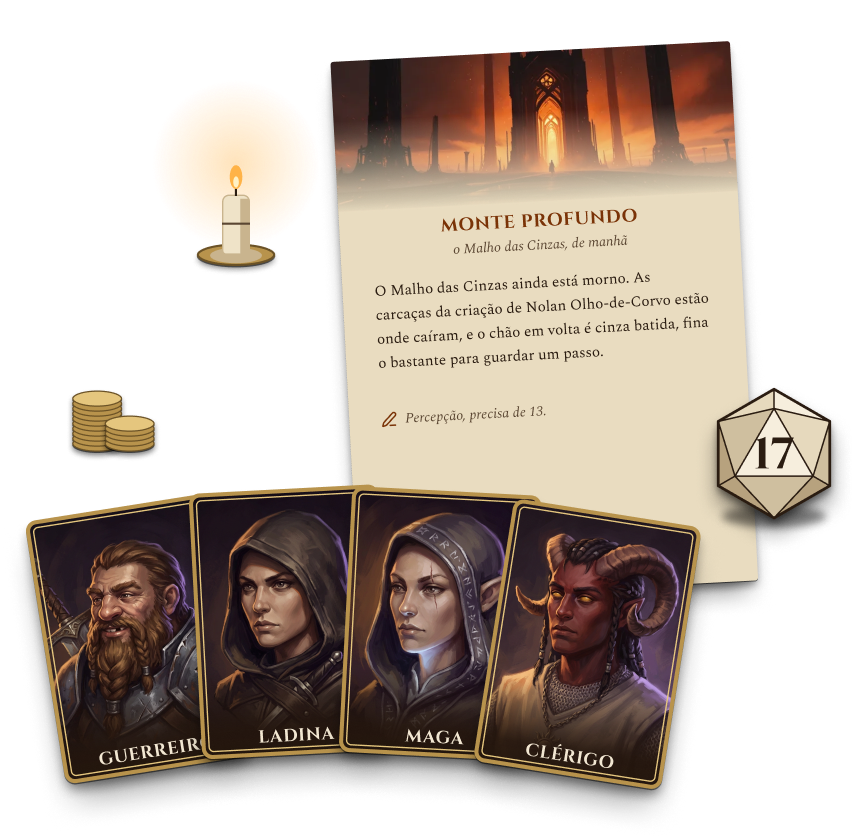 MONTE PROFUNDO
o Malho das Cinzas, de manhã
O Malho das Cinzas ainda está morno. As
carcaças da criação de Nolan Olho-de-Corvo estão
onde caíram, e o chão em volta é cinza batida, fina
o bastante para guardar um passo.
Percepção, precisa de 13.
17
GUERREIR
LADINA
MAGA
CLÉRIGO